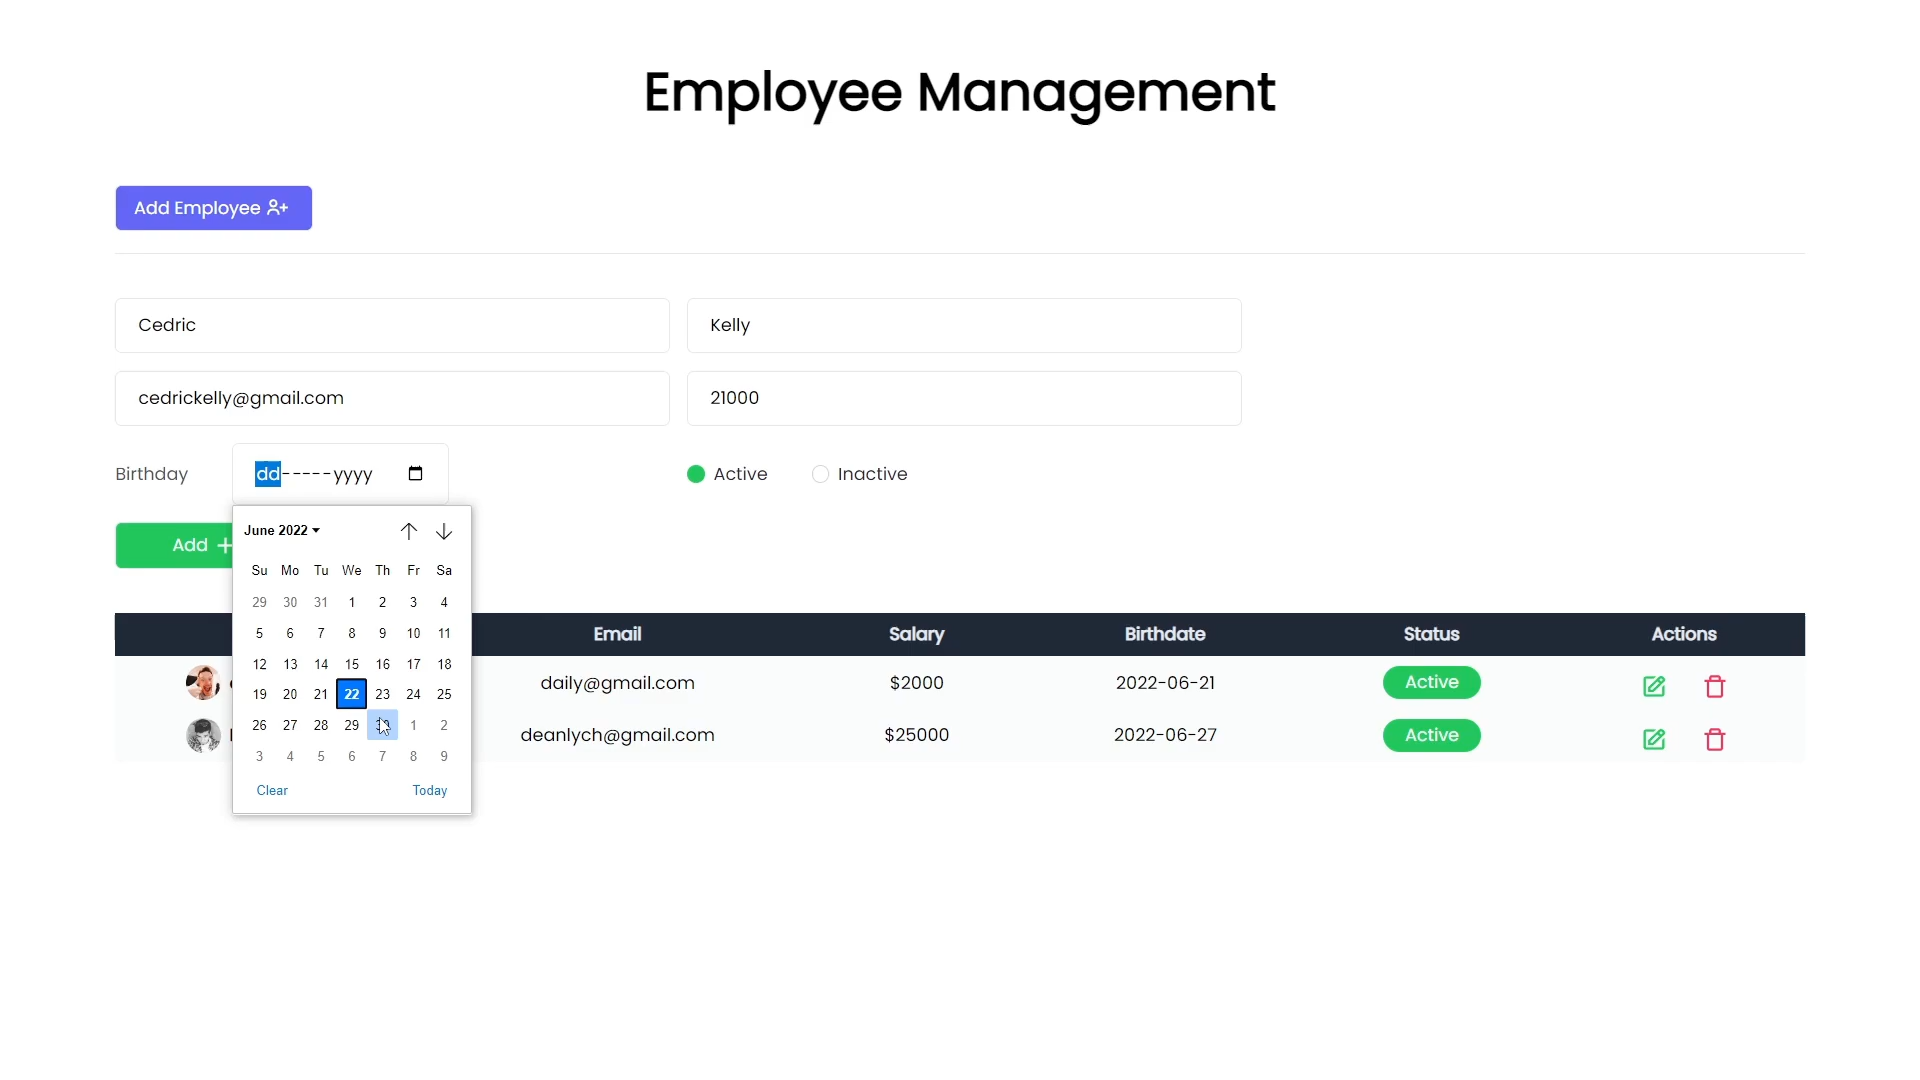 Employee Management
Add Employee
Cedric
Kelly
cedrickelly@gmail.com
21000
Birthday
dd-----yyyy
Active
Inactive
Add +
June 2022
Su Mo Tu We Th Fr Sa
29 30 31 1 2 3 4
5 6 7 8 9 10 11
12 13 14 15 16 17 18
19 20 21 22 23 24 25
26 27 28 29 30 1 2
3 4 5 6 7 8 9
Clear Today
Email Salary Birthdate Status Actions
daily@gmail.com $2000 2022-06-21 Active
deanlych@gmail.com $25000 2022-06-27 Active